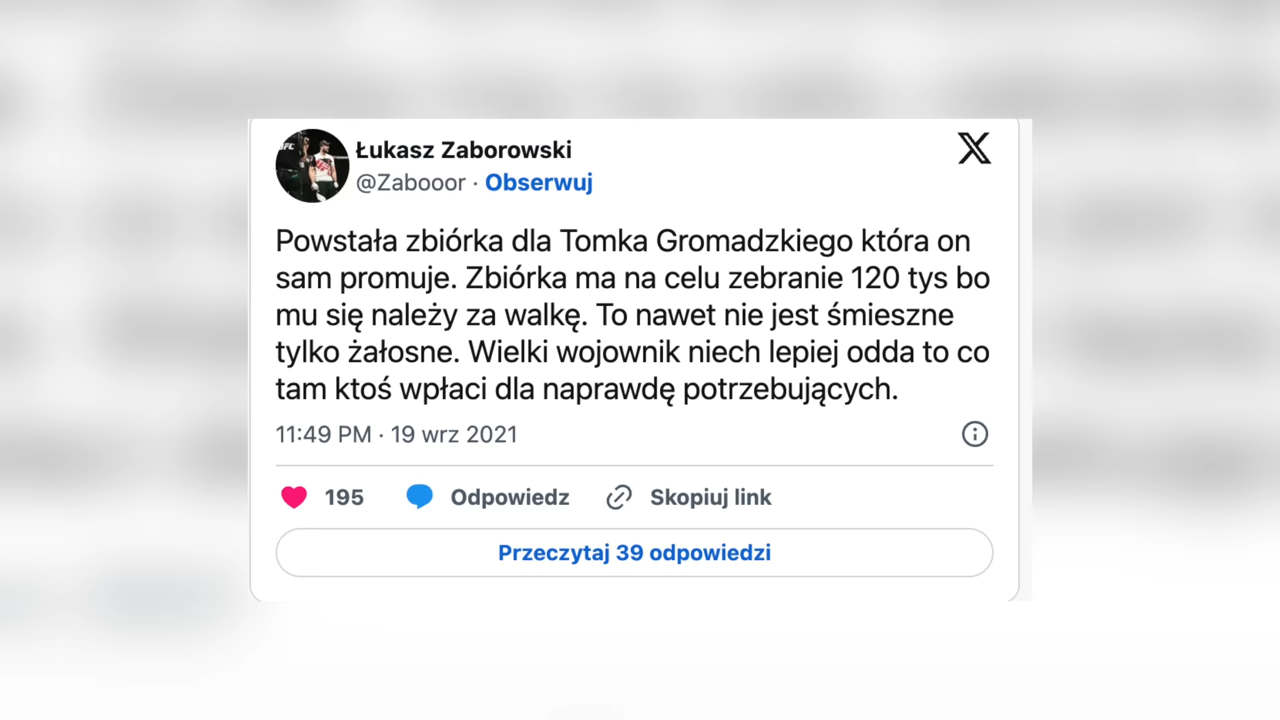 Łukasz Zaborowski
@Zabooor · Obserwuj
Powstała zbiórka dla Tomka Gromadzkiego która on
sam promuje. Zbiórka ma na celu zebranie 120 tys bo
mu się należy za walkę. To nawet nie jest śmieszne
tylko żałosne. Wielki wojownik niech lepiej odda to co
tam ktoś wpłaci dla naprawdę potrzebujących.
11:49 PM · 19 wrz 2021
195 Odpowiedz Skopiuj link
Przeczytaj 39 odpowiedzi